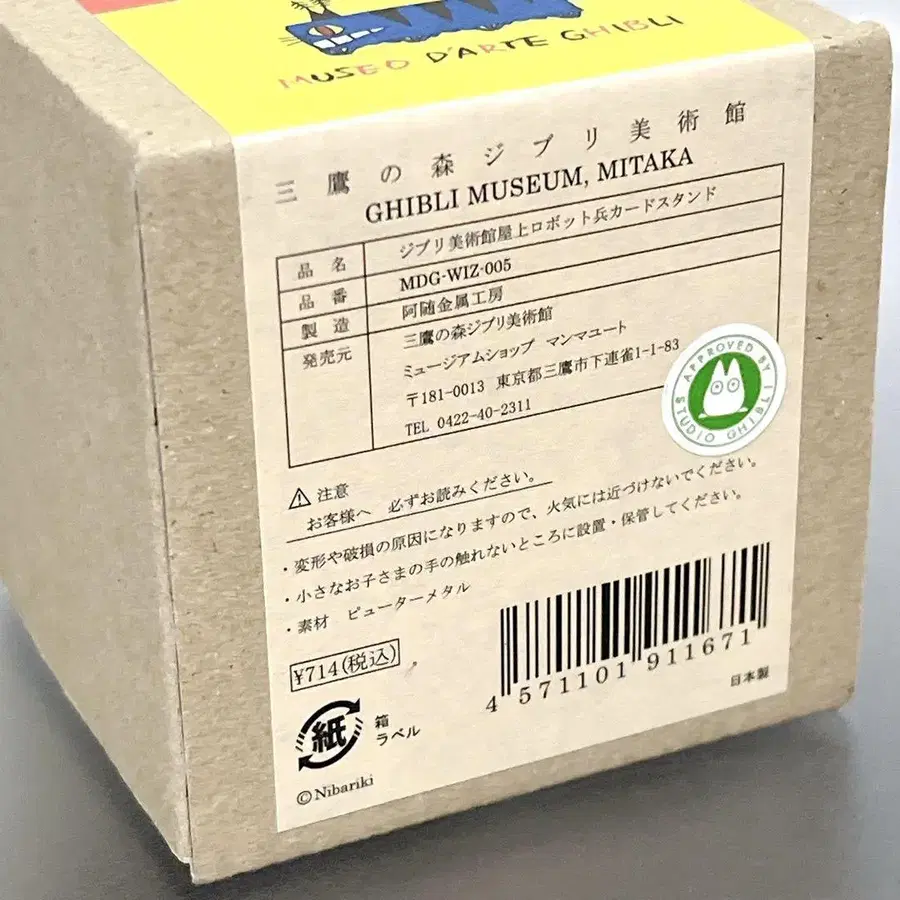 MUSEO D'ARTE GHIBLI
三鷹の森ジブリ美術館
GHIBLI MUSEUM, MITAKA
品名 ジブリ美術館屋上ロボット兵カードスタンド
品番 MDG-WIZ-005
製造 阿随金属工房
発売元 三鷹の森ジブリ美術館
ミュージアムショップ マンマユート
〒181-0013 東京都三鷹市下連雀1-1-83
TEL 0422-40-2311
APPROVED BY
STUDIO GHIBLI
注意
お客様へ 必ずお読みください。
・変形や破損の原因になりますので、火気には近づけないでください。
・小さなお子さまの手の触れないところに設置・保管してください。
・素材 ピューターメタル
¥714(税込)
4 571101 911671
日本製
紙 箱
ラベル
©Nibariki